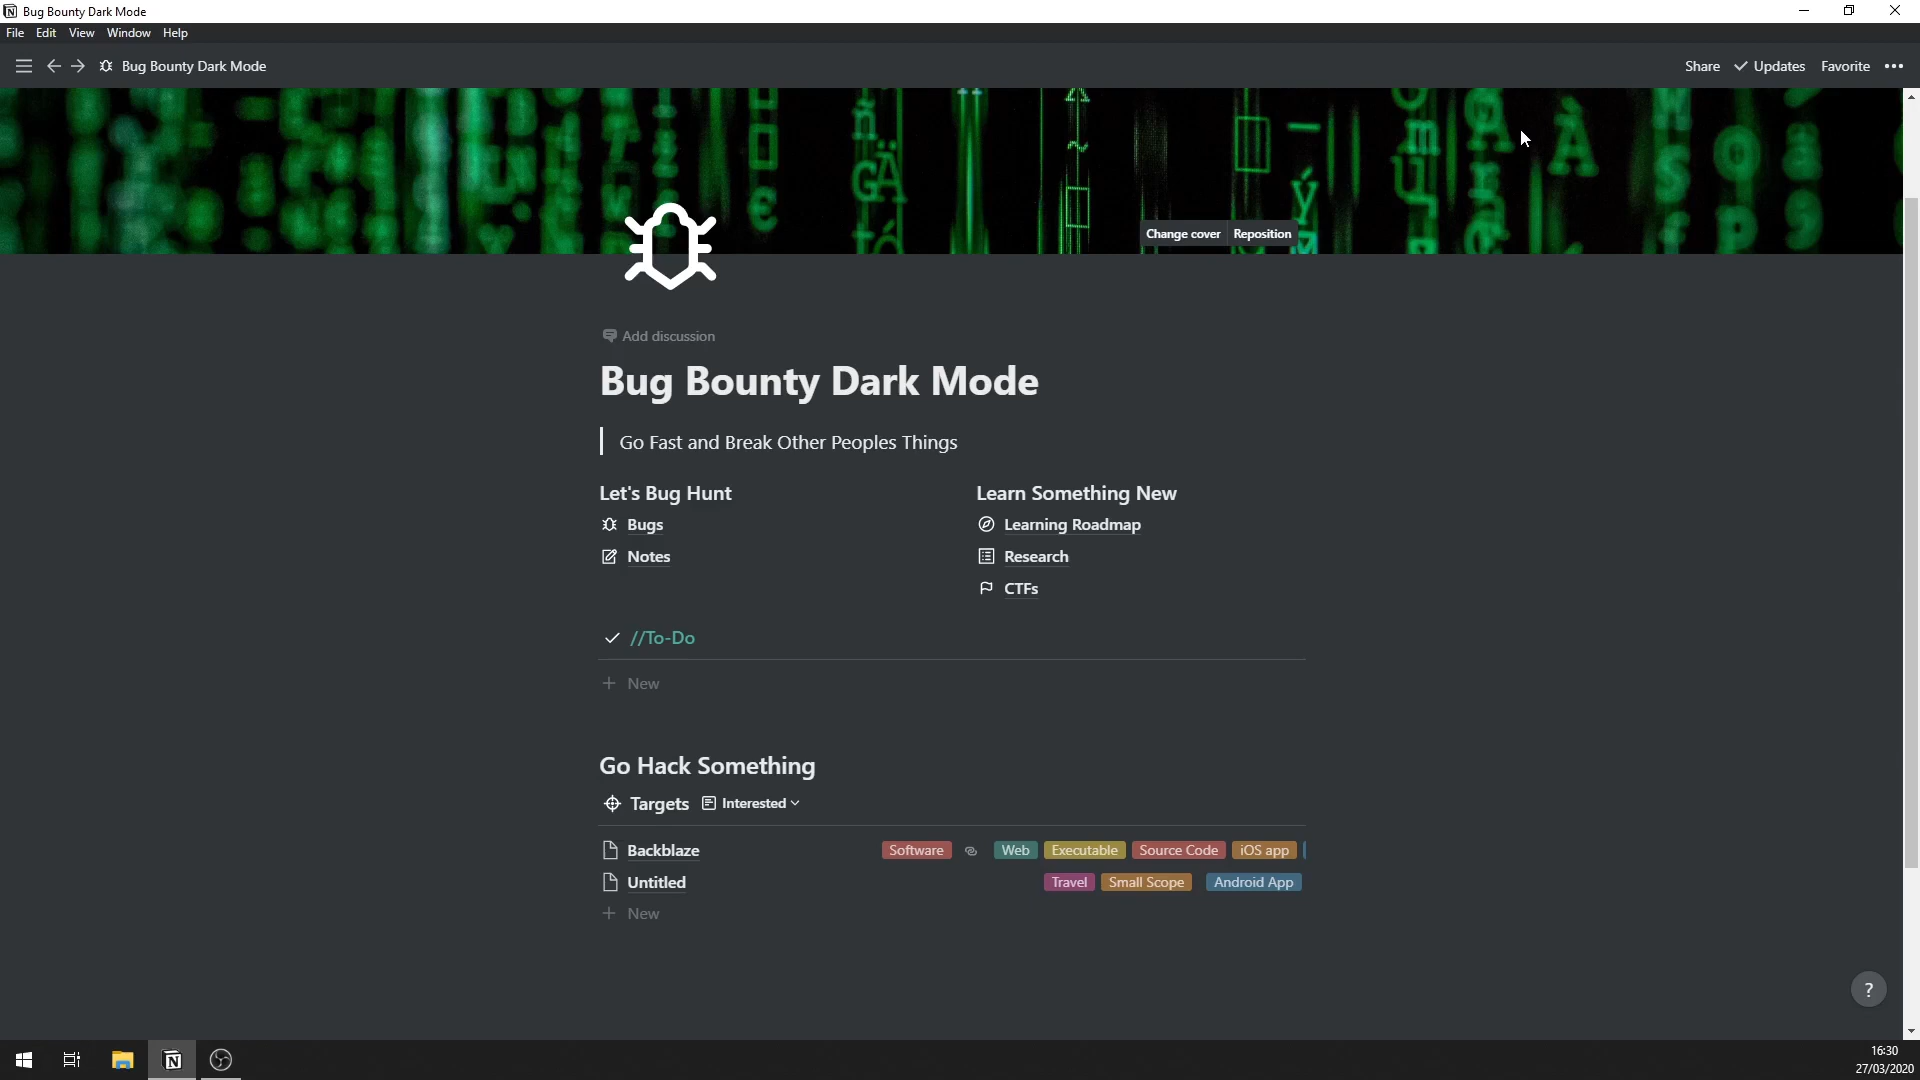 Bug Bounty Dark Mode
File Edit View Window Help
Bug Bounty Dark Mode
Share Updates Favorite
Change cover Reposition
Add discussion
Bug Bounty Dark Mode
Go Fast and Break Other Peoples Things
Let's Bug Hunt
Bugs
Notes
Learn Something New
Learning Roadmap
Research
CTFs
//To-Do
+ New
Go Hack Something
Targets Interested
Backblaze Software Web Executable Source Code iOS app
Untitled Travel Small Scope Android App
+ New
?
16:30
27/03/2020